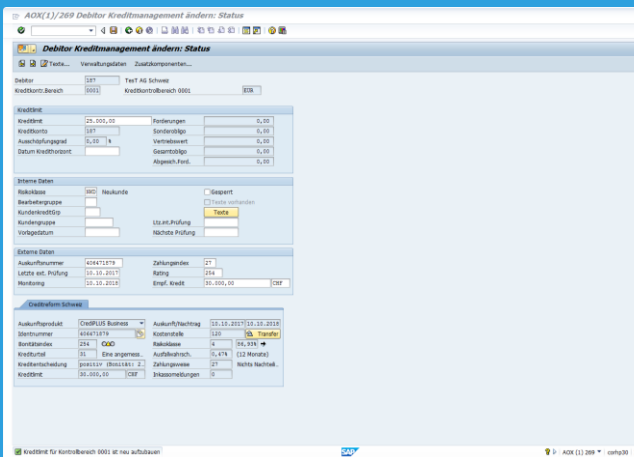 AOX(1)/269 Debitor Kreditmanagement ändern: Status
Debitor Kreditmanagement ändern: Status
Texte... Verwaltungsdaten Zusatzkomponenten...
Debitor 187 TesT AG Schweiz
Kreditkontr.Bereich 0001 Kreditkontrollbereich 0001 EUR
Kreditlimit
Kreditlimit 25.000,00 Forderungen 0,00
Kreditkonto 187 Sonderobligo 0,00
Ausschöpfungsgrad 0,00 % Vertriebswert 0,00
Datum Kredithorizont Gesamtobligo 0,00
Abgesich.Ford. 0,00
Interne Daten
Risikoklasse Neukunde Gesperrt
Bearbeitergruppe Texte vorhanden
KundenkreditGrp Texte
Kundengruppe Ltz.int.Prüfung
Vorlagedatum Nächste Prüfung
Externe Daten
Auskunftsnummer 406471879 Zahlungsindex 27
Letzte ext. Prüfung 10.10.2017 Rating 254
Monitoring 10.10.2018 Empf. Kredit 30.000,00 CHF
Creditreform Schweiz
Auskunftsprodukt CrediPLUS Business Auskunft/Nachtrag 10.10.2017 10.10.2018
Identnummer 406471879 Kostenstelle 120 Transfer
Bonitätsindex 254 Risikoklasse 4 56,93%
Krediturteil 31 Eine angemess.. Ausfallwahrsch. 0,47% (12 Monate)
Kreditentscheidung positiv (Bonität: 2.. Zahlungsweise 27 Nichts Nachteil..
Kreditlimit 30.000,00 CHF Inkassomeldungen 0
Kreditlimit für Kontrollbereich 0001 ist neu aufzubauen
SAP
AOX (1) 269 corhp30